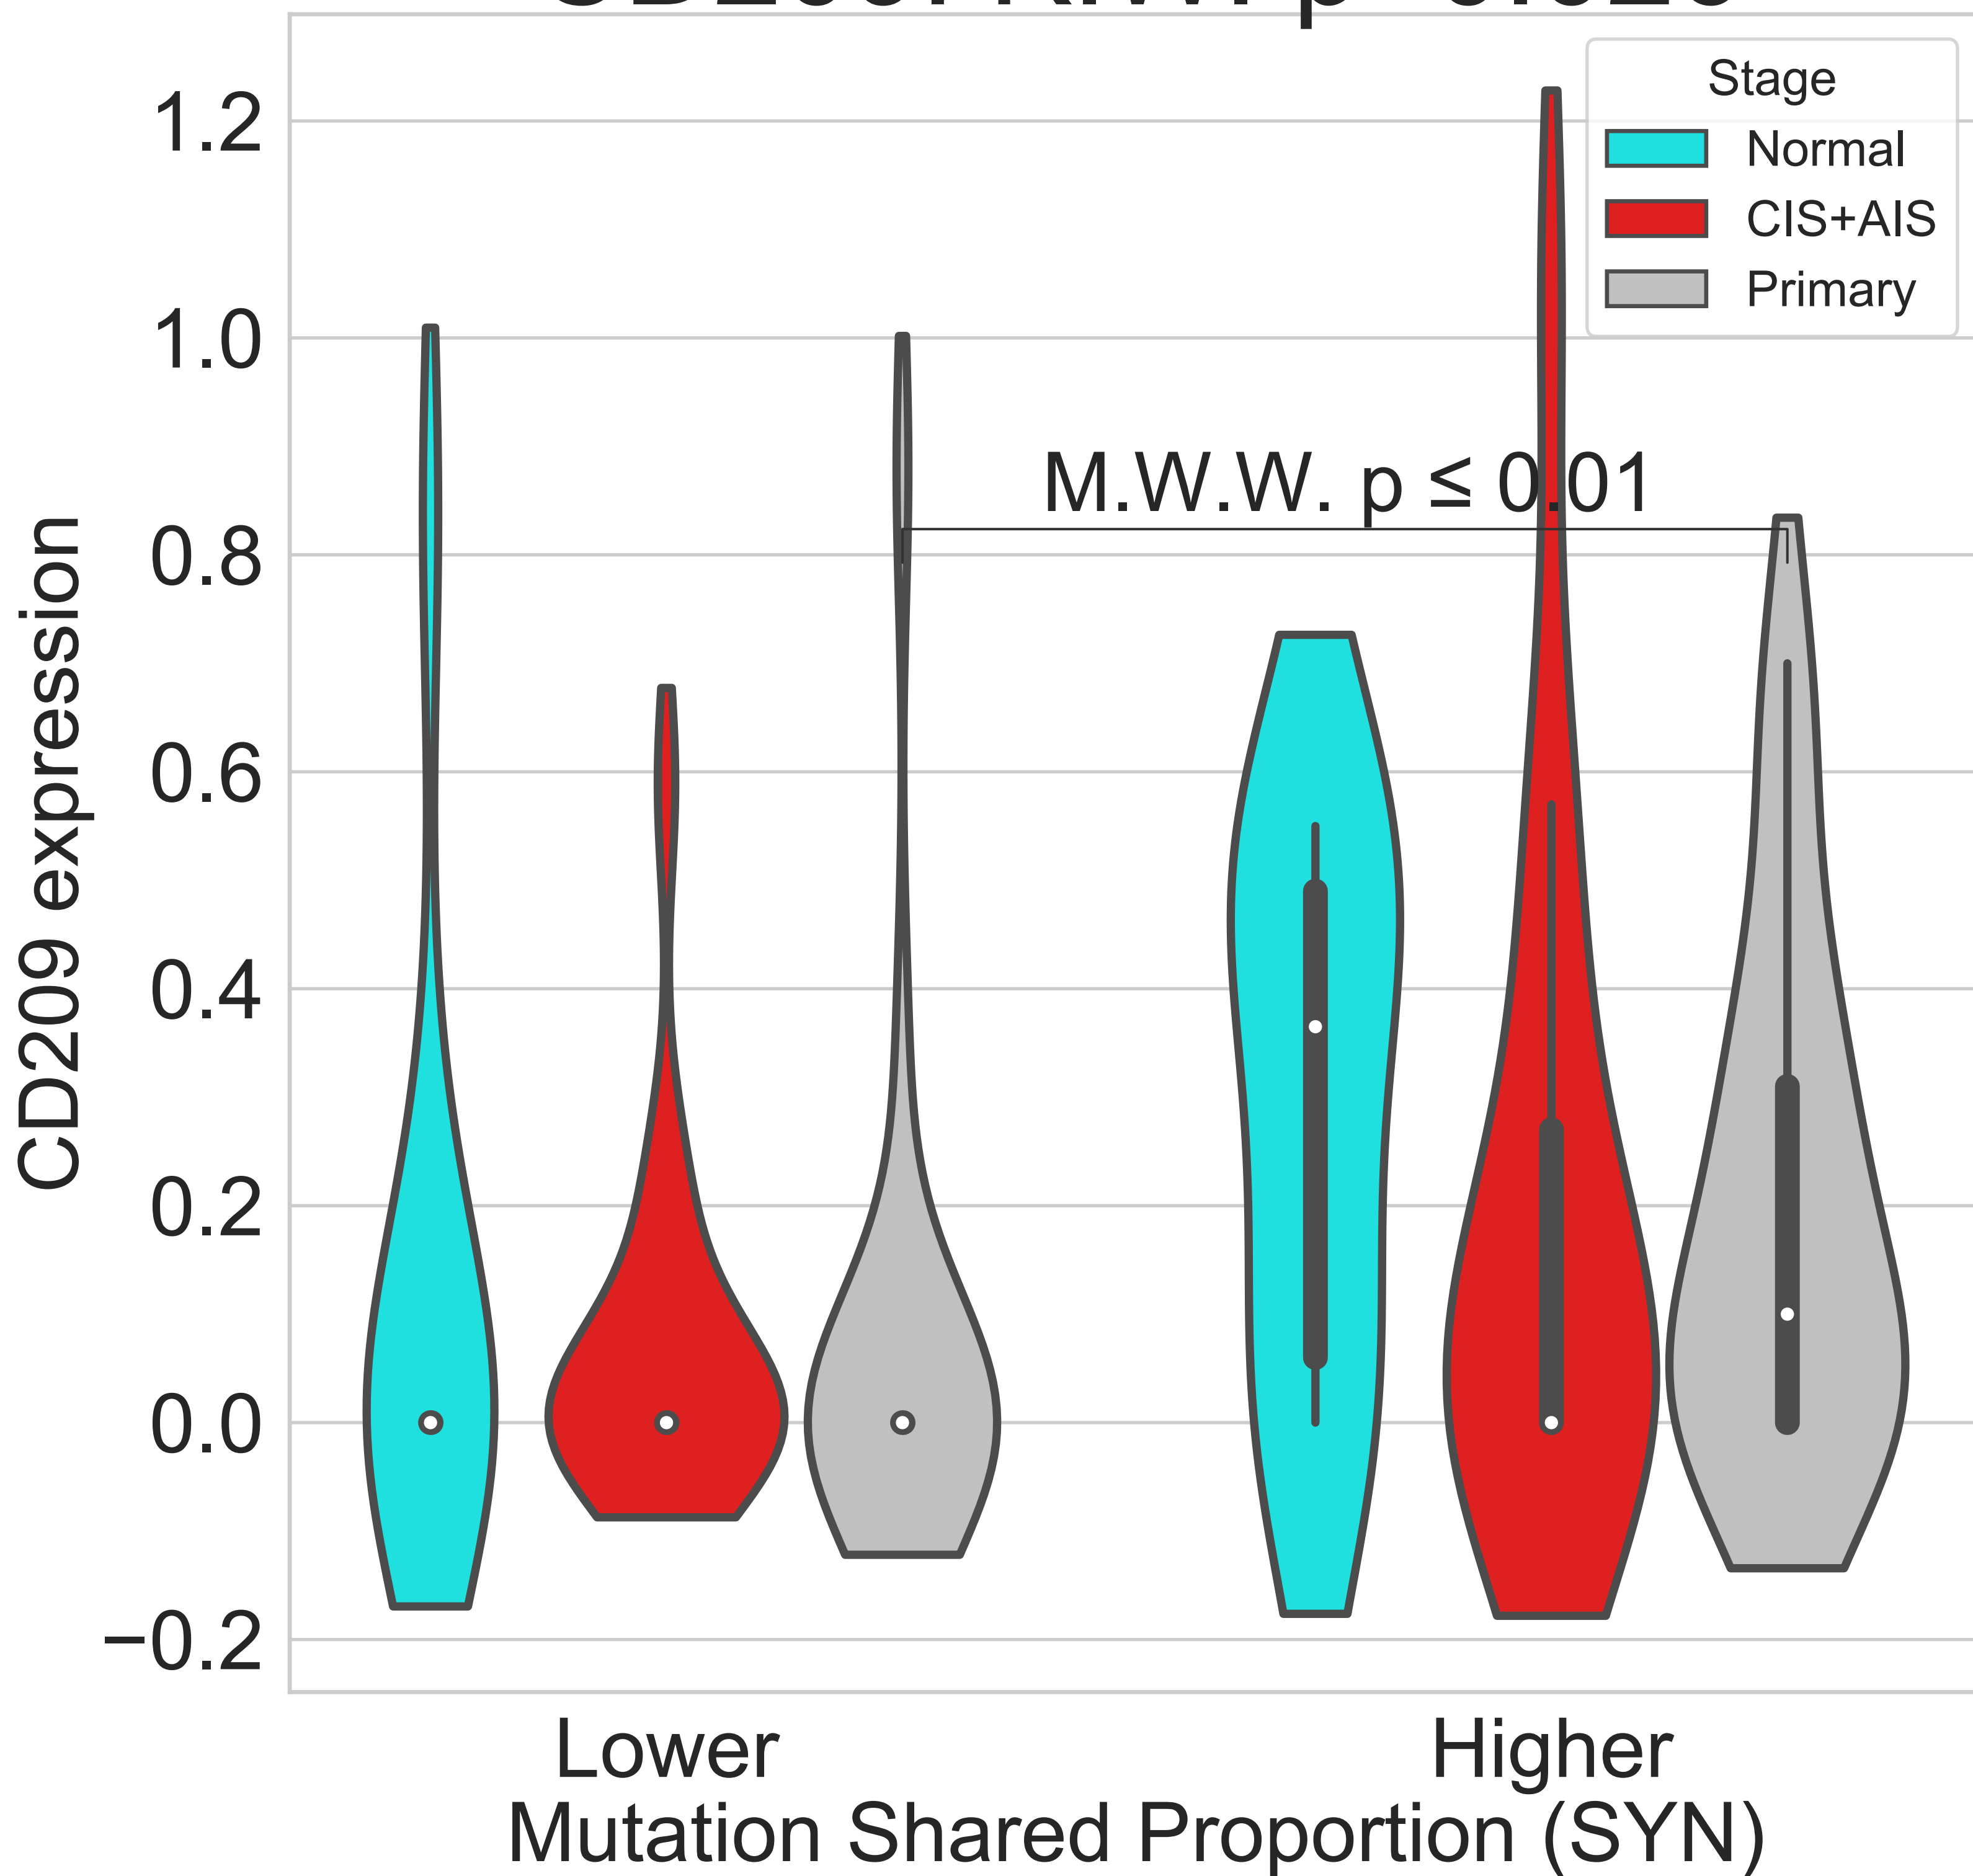 Stage
Normal
CIS+AIS
Primary
1.2
1.0
0.8
0.6
0.4
0.2
0.0
−0.2
CD209 expression
M.W.W. p ≤ 0.01
Lower
Higher
Mutation Shared Proportion (SYN)